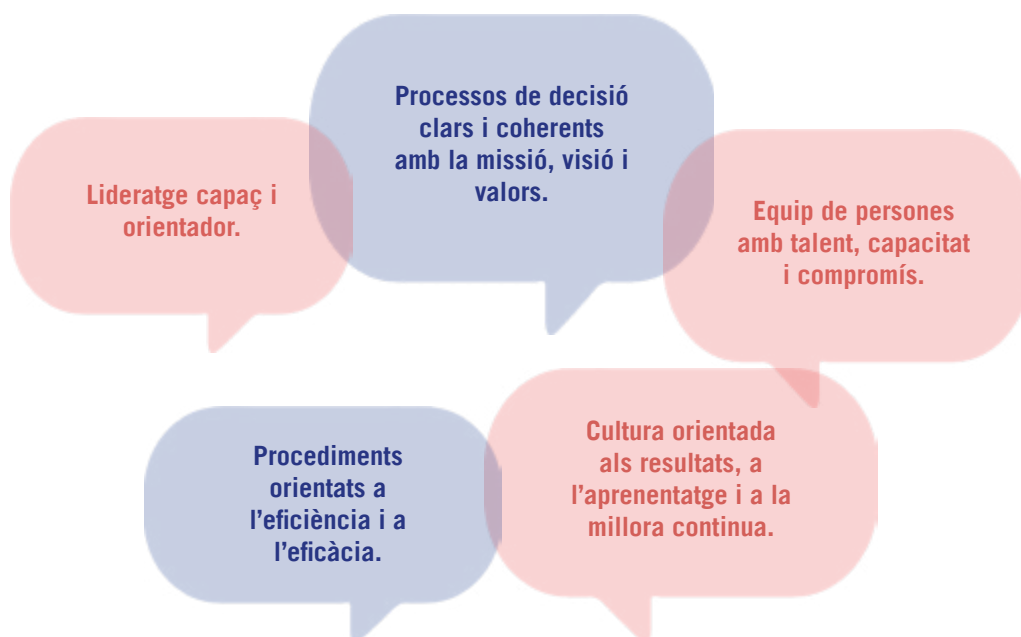 Processos de decisió
clars i coherents
amb la missió, visió i
valors.
Lideratge capaç i
orientador.
Equip de persones
amb talent, capacitat
i compromís.
Procediments
orientats a
l'eficiència i a
l'eficàcia.
Cultura orientada
als resultats, a
l'aprenentatge i a la
millora continua.